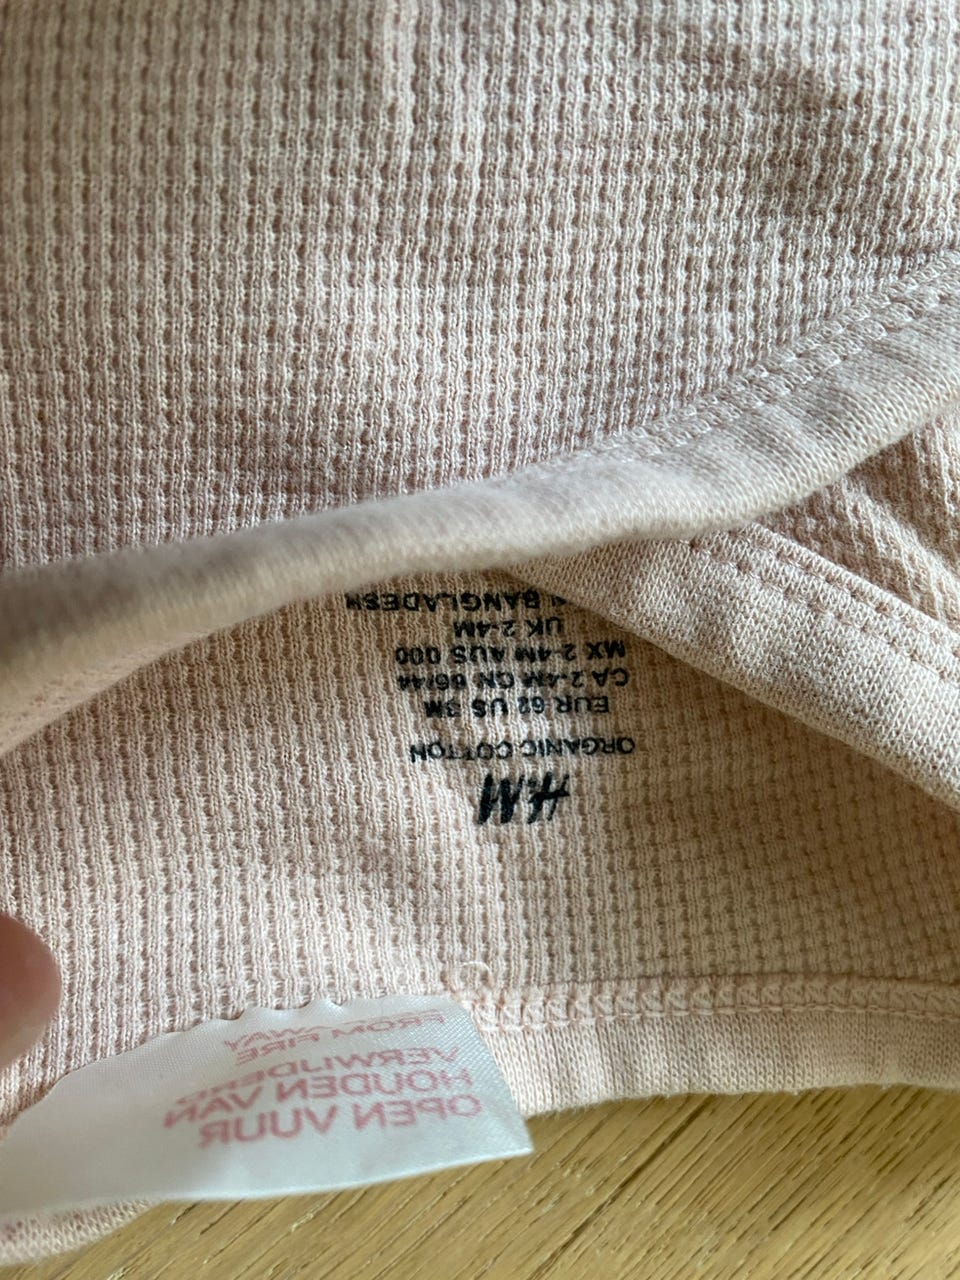 H&M
ORGANIC COTTON
EUR 62 US 3M
CA 2-4M CN 66/44
MX 2-4M AUS 000
UK 2-4M
BANGLADESH
OPEN VUUR
HOUDEN VAN
VERWIJDERD
FROM FIRE
AWAY